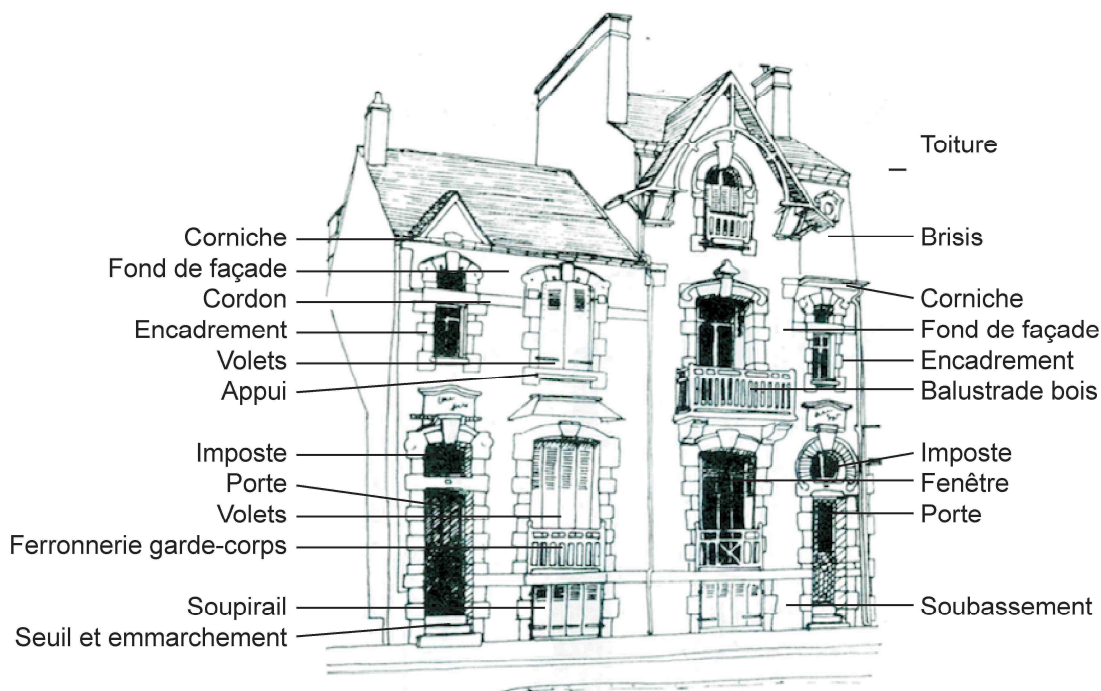 Toiture
Corniche
Fond de façade
Cordon
Encadrement
Volets
Appui
Imposte
Porte
Volets
Ferronnerie garde-corps
Soupirail
Seuil et emmarchement
Brisis
Corniche
Fond de façade
Encadrement
Balustrade bois
Imposte
Fenêtre
Porte
Soubassement